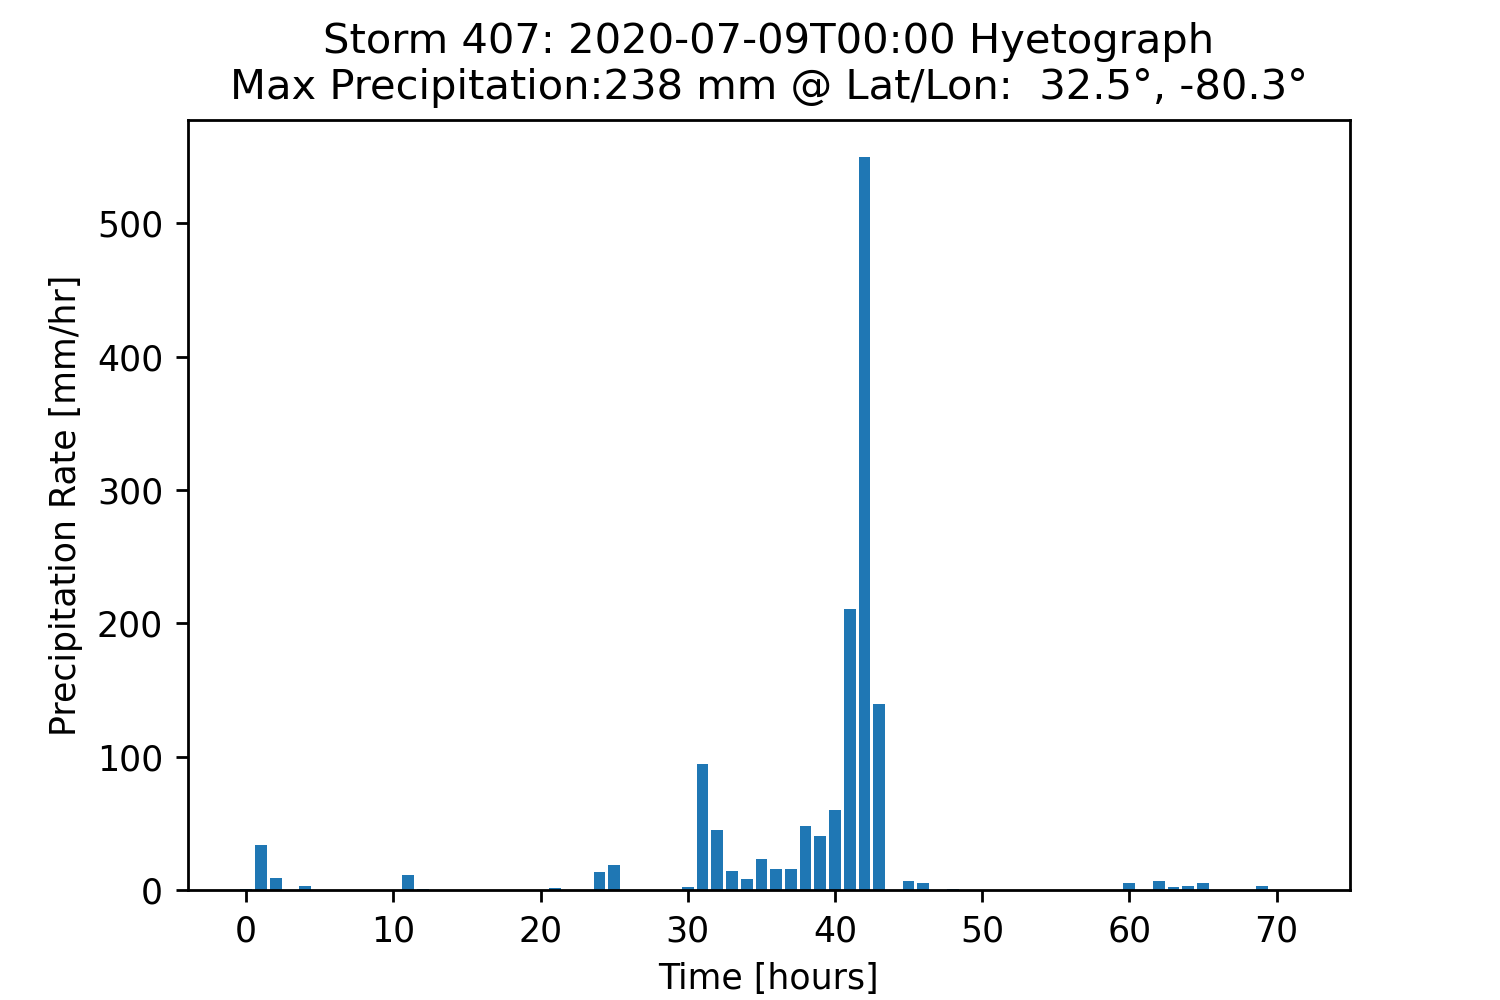 Storm 407: 2020-07-09T00:00 Hyetograph
Max Precipitation:238 mm @ Lat/Lon:  32.5°, -80.3°
Precipitation Rate [mm/hr]
500
400
300
200
100
0
0 10 20 30 40 50 60 70
Time [hours]